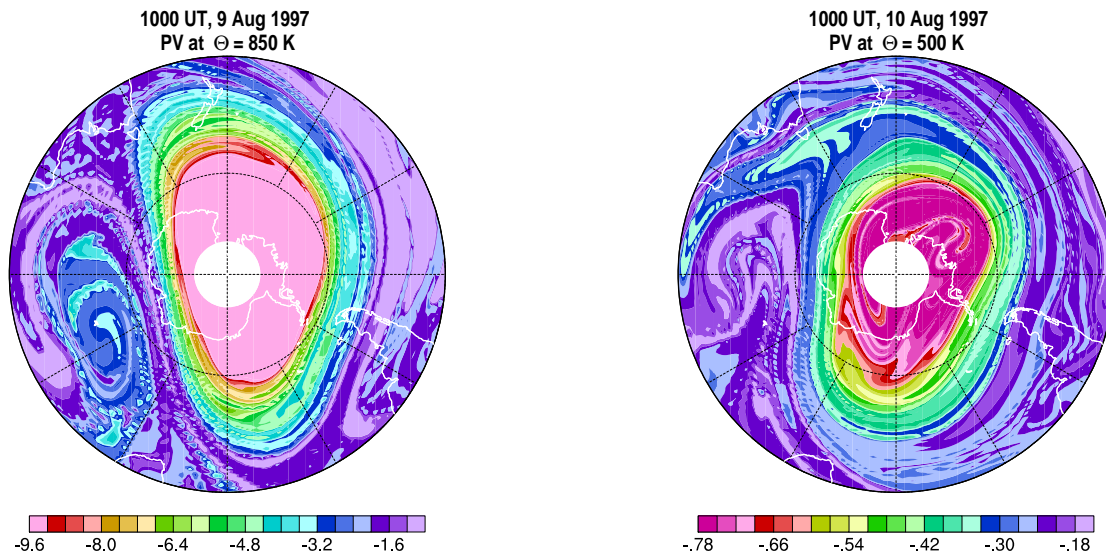 1000 UT, 9 Aug 1997
PV at Θ = 850 K
-9.6 -8.0 -6.4 -4.8 -3.2 -1.6
1000 UT, 10 Aug 1997
PV at Θ = 500 K
-.78 -.66 -.54 -.42 -.30 -.18